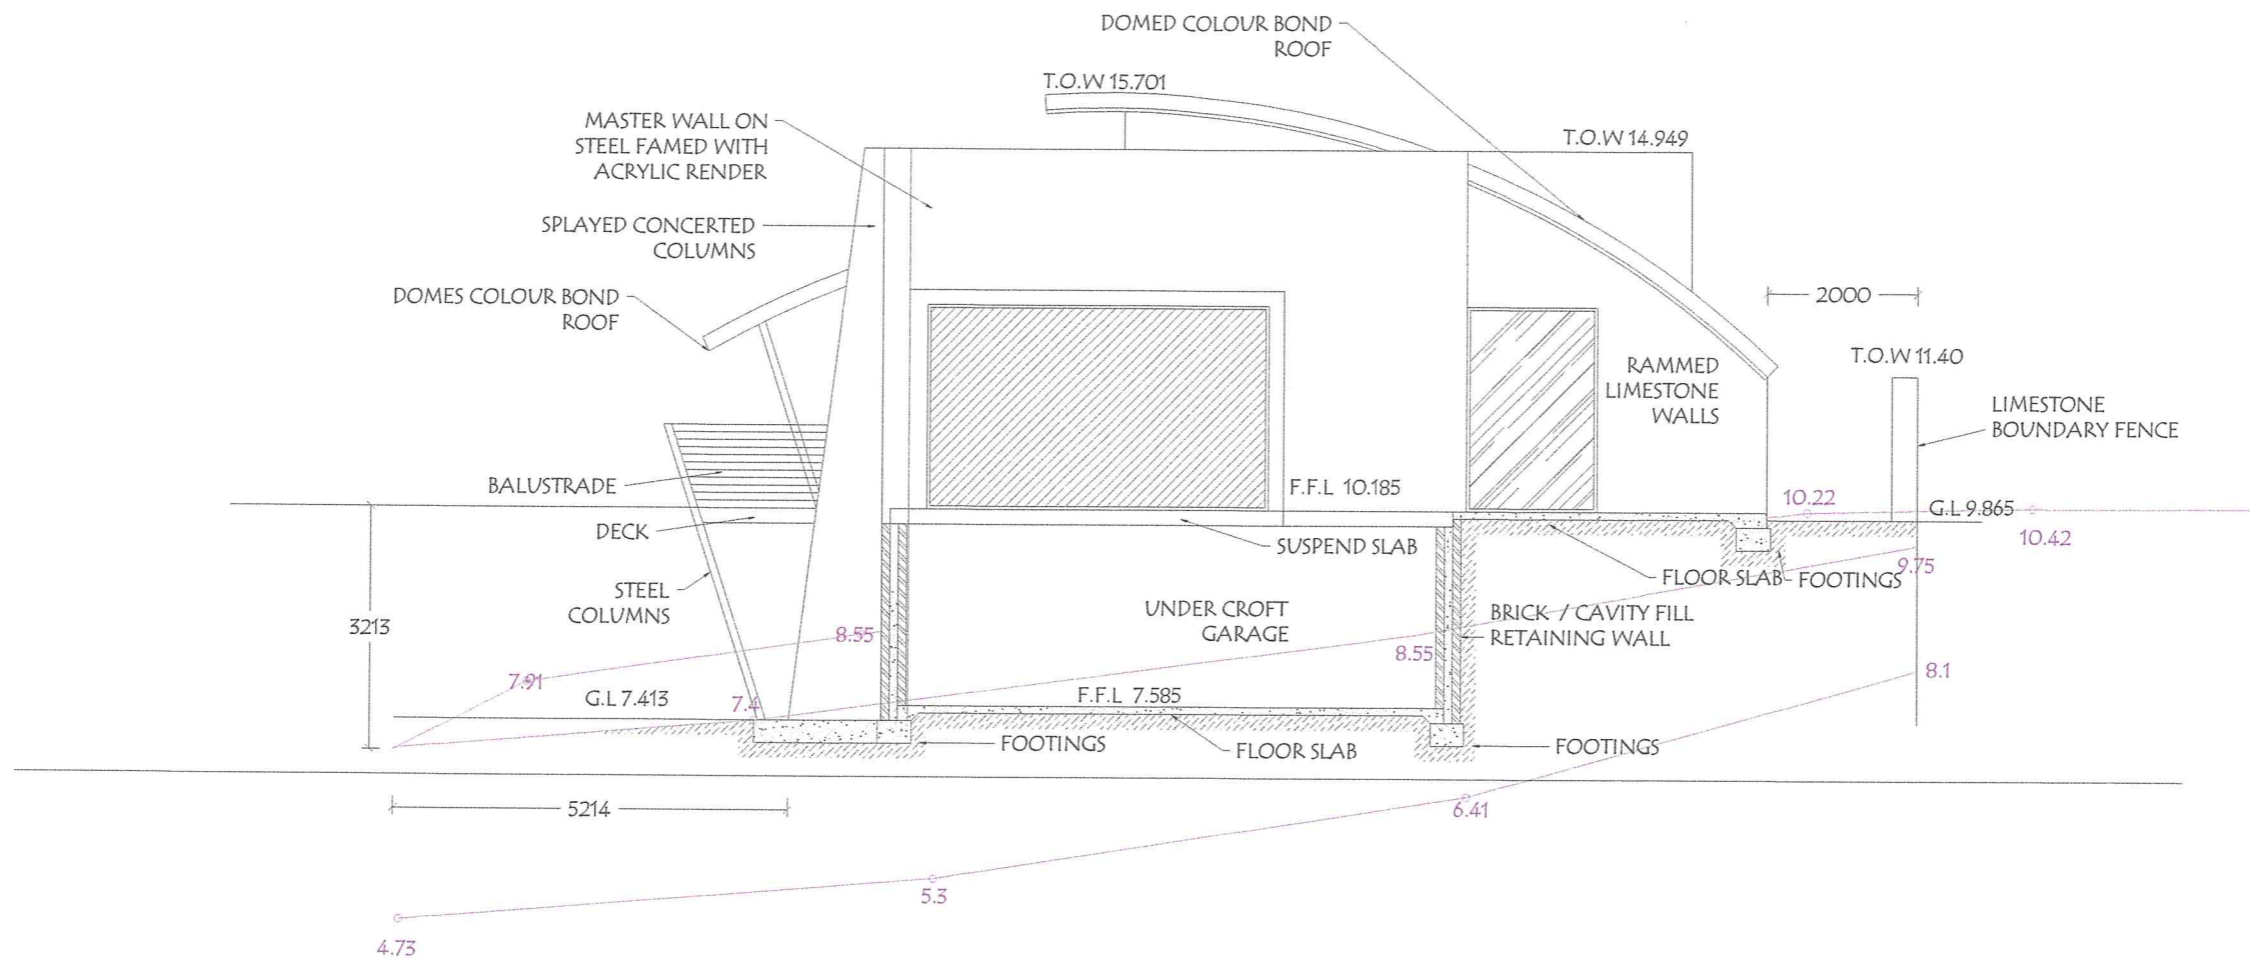 DOMED COLOUR BOND
ROOF
T.O.W 15.701
MASTER WALL ON
STEEL FAMED WITH
ACRYLIC RENDER
T.O.W 14.949
SPLAYED CONCERTED
COLUMNS
DOMES COLOUR BOND
ROOF
2000
T.O.W 11.40
RAMMED
LIMESTONE
WALLS
LIMESTONE
BOUNDARY FENCE
BALUSTRADE
F.F.L 10.185
10.22
G.L 9.865
10.42
DECK
SUSPEND SLAB
9.75
FLOOR SLAB
FOOTINGS
STEEL
COLUMNS
UNDER CROFT
GARAGE
BRICK / CAVITY FILL
RETAINING WALL
3213
8.55
8.55
8.1
7.91
G.L 7.413
7.4
F.F.L 7.585
FOOTINGS
FLOOR SLAB
FOOTINGS
5214
6.41
5.3
4.73